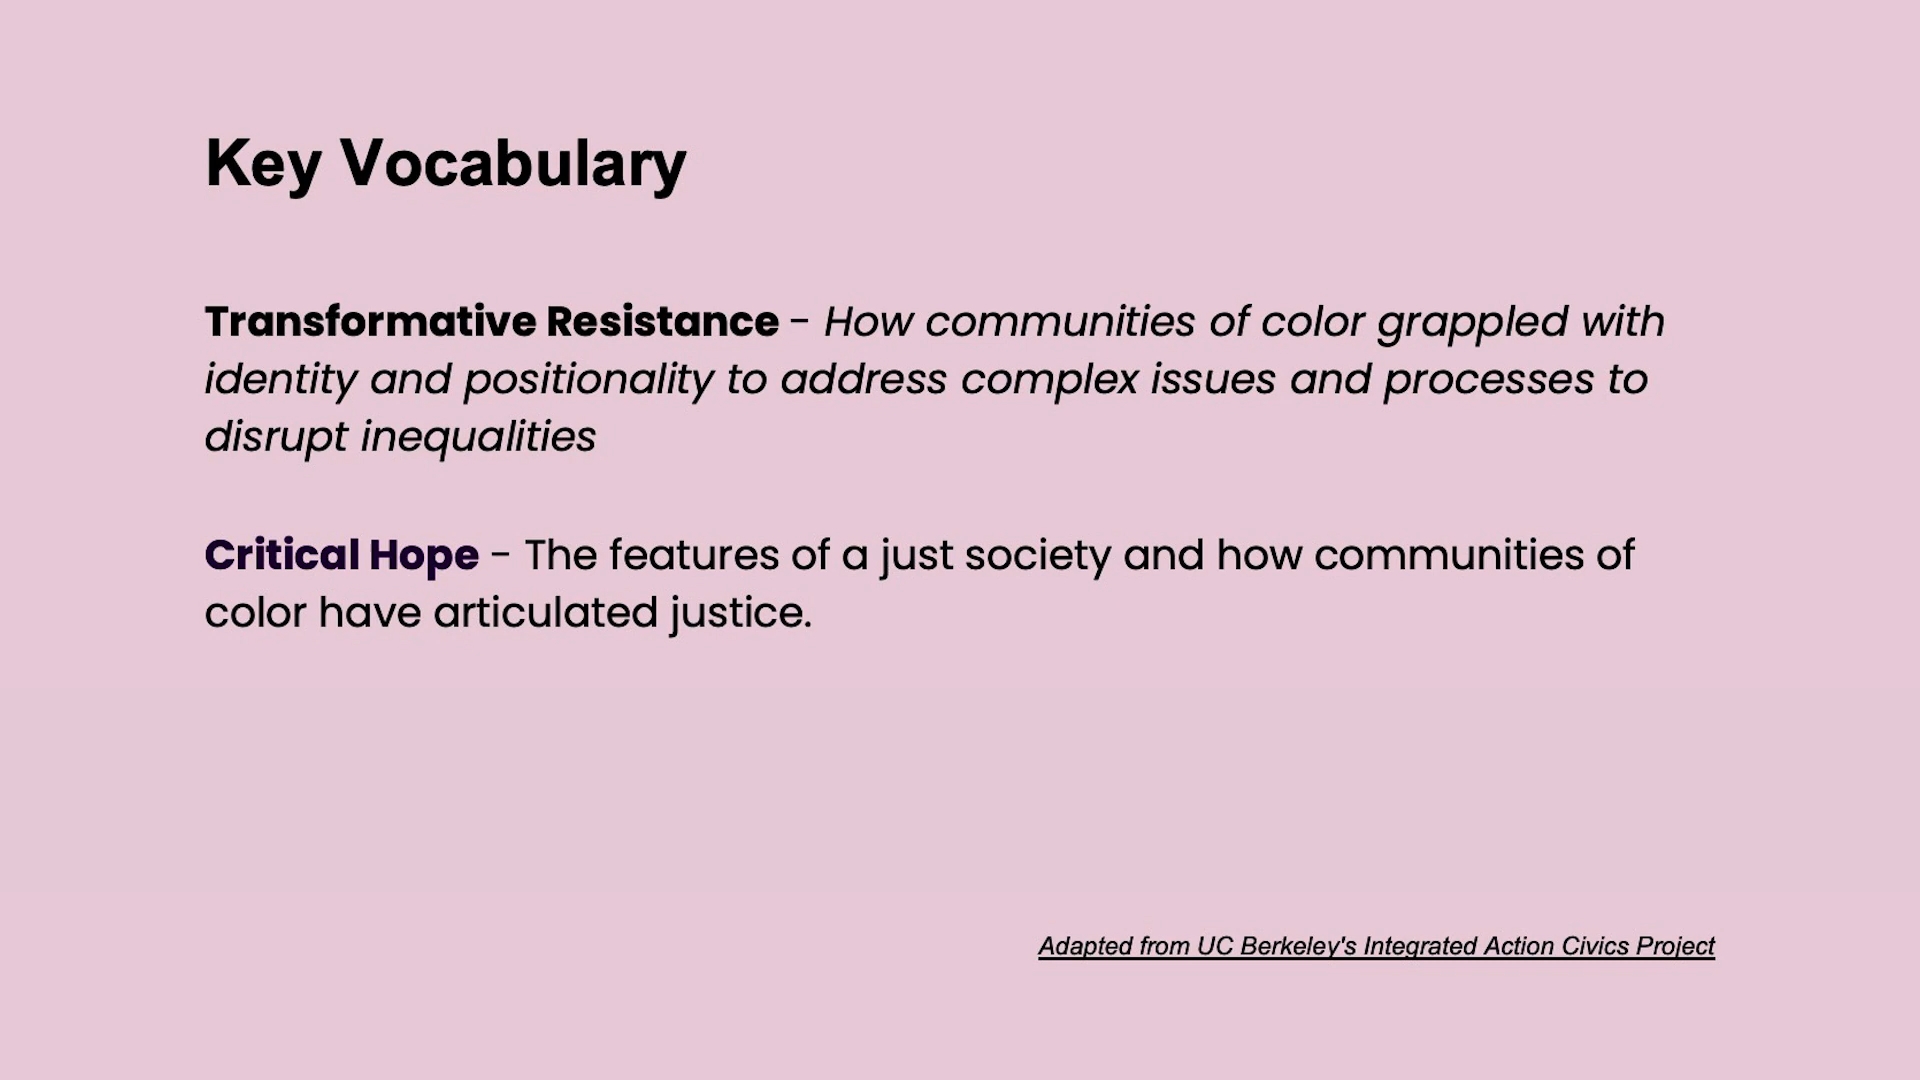 Key Vocabulary
Transformative Resistance - How communities of color grappled with
identity and positionality to address complex issues and processes to
disrupt inequalities
Critical Hope - The features of a just society and how communities of
color have articulated justice.
Adapted from UC Berkeley's Integrated Action Civics Project